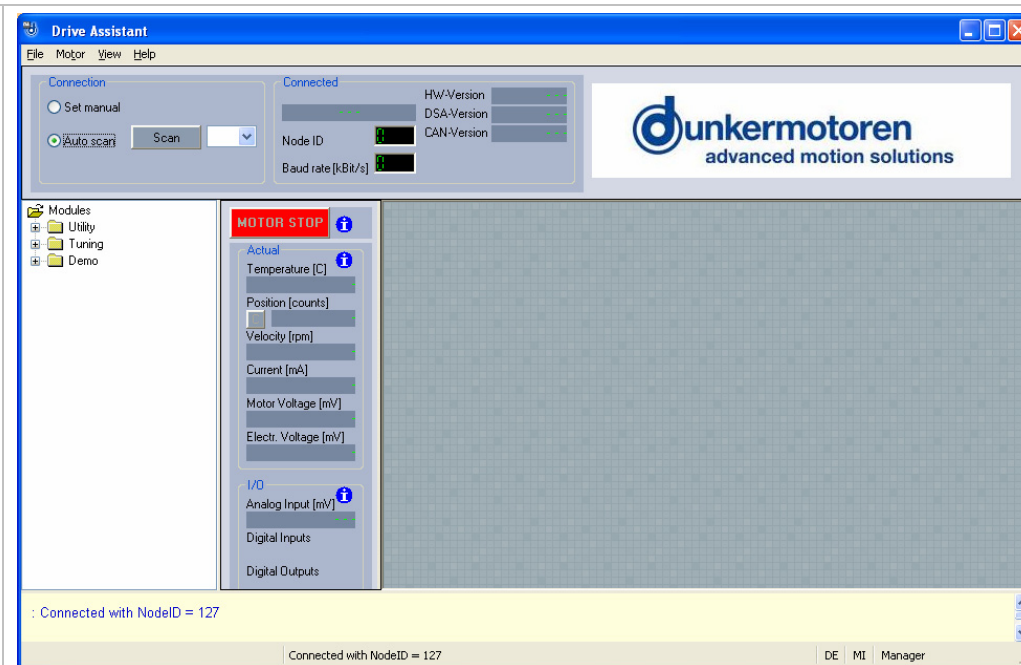 Drive Assistant
File Motor View Help
Connection
Set manual
Auto scan Scan
Connected
---
Node ID 0
Baud rate [kBit/s] 0
HW-Version ---
DSA-Version ---
CAN-Version ---
dunkermotoren
advanced motion solutions
Modules
Utility
Tuning
Demo
MOTOR STOP
Actual
Temperature [C]
Position [counts]
Velocity [rpm]
Current [mA]
Motor Voltage [mV]
Electr. Voltage [mV]
I/O
Analog Input [mV]
---
Digital Inputs
Digital Outputs
: Connected with NodeID = 127
Connected with NodeID = 127 DE MI Manager